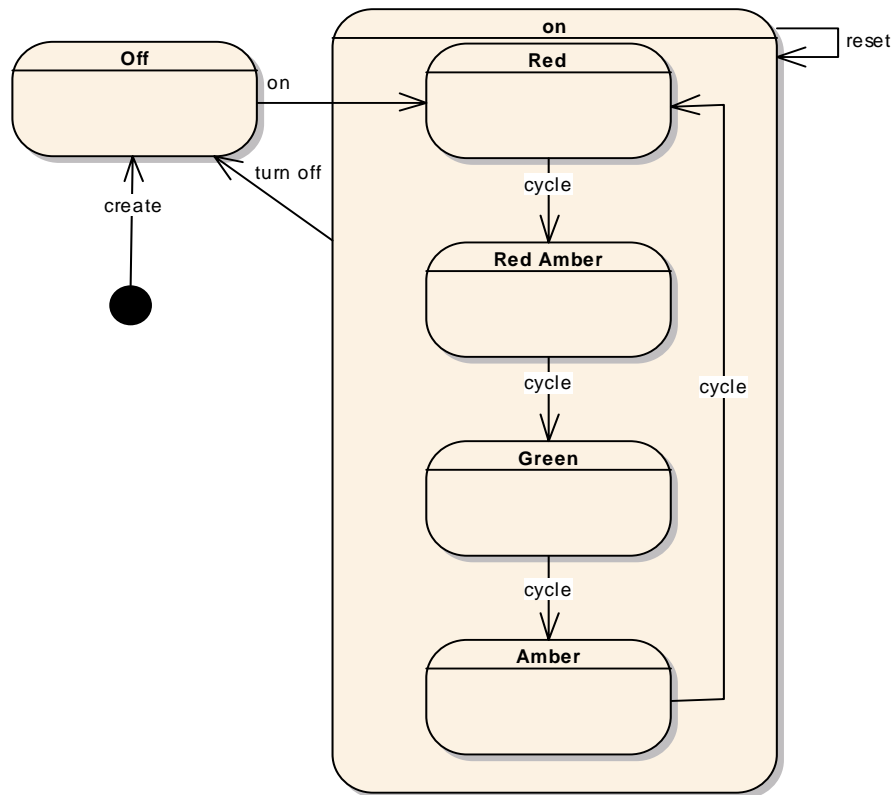 on
reset
Off
Red
on
turn off
cycle
create
Red Amber
cycle
cycle
Green
cycle
Amber